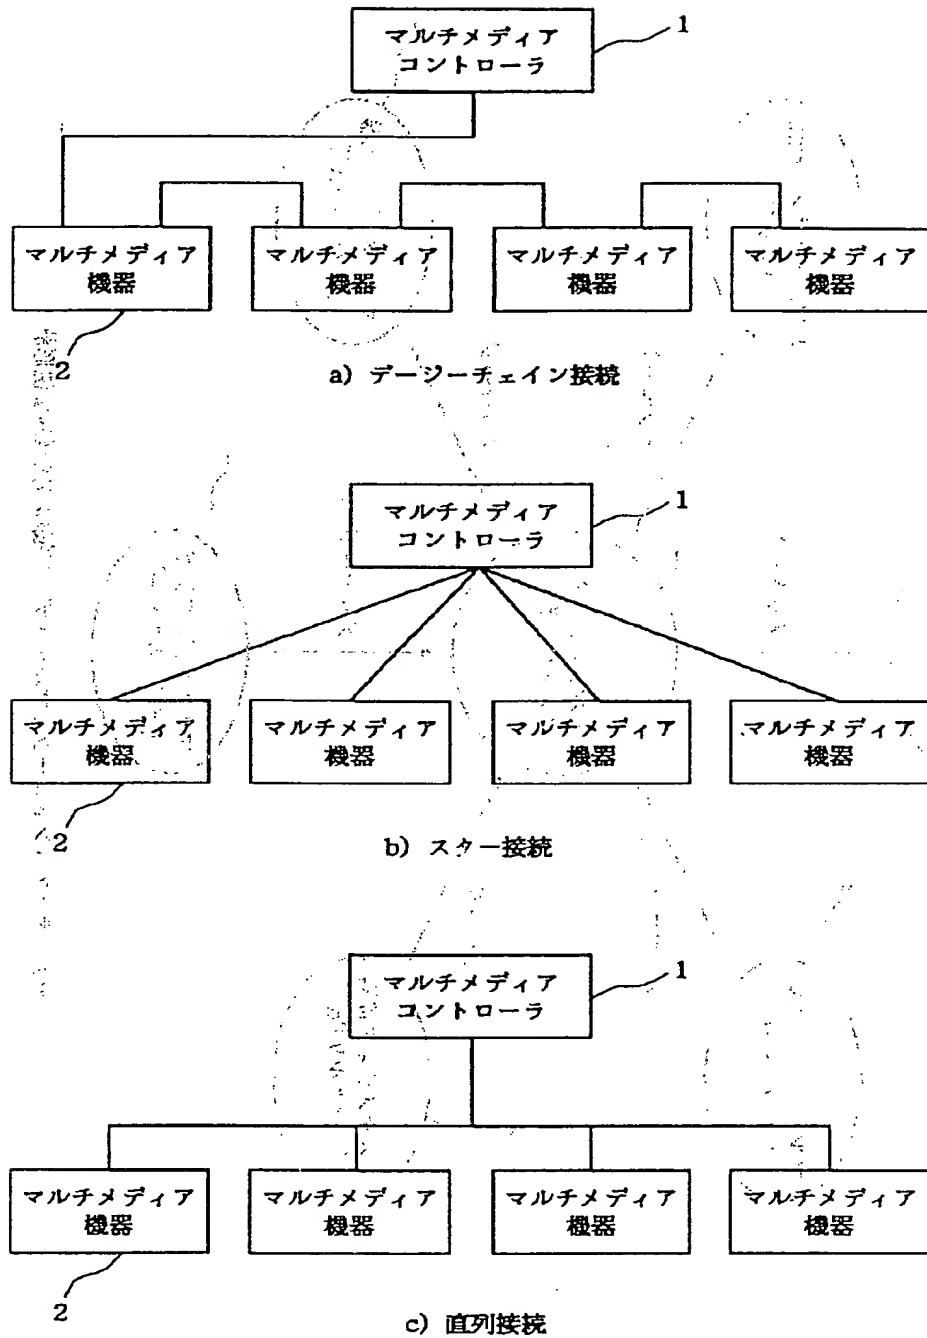 マルチメディア
コントローラ
1
マルチメディア
機器
マルチメディア
機器
マルチメディア
機器
マルチメディア
機器
2
a) デージーチェイン接続
マルチメディア
コントローラ
1
マルチメディア
機器
マルチメディア
機器
マルチメディア
機器
マルチメディア
機器
2
b) スター接続
マルチメディア
コントローラ
1
マルチメディア
機器
マルチメディア
機器
マルチメディア
機器
マルチメディア
機器
2
c) 直列接続